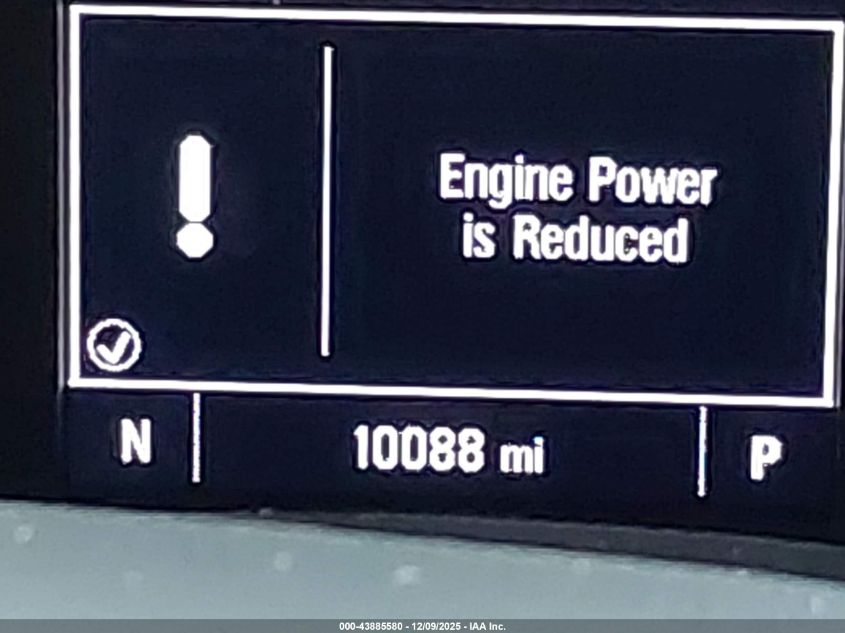 Engine Power
is Reduced
N 10088 mi P
000-43885580 - 12/09/2025 - IAA Inc.